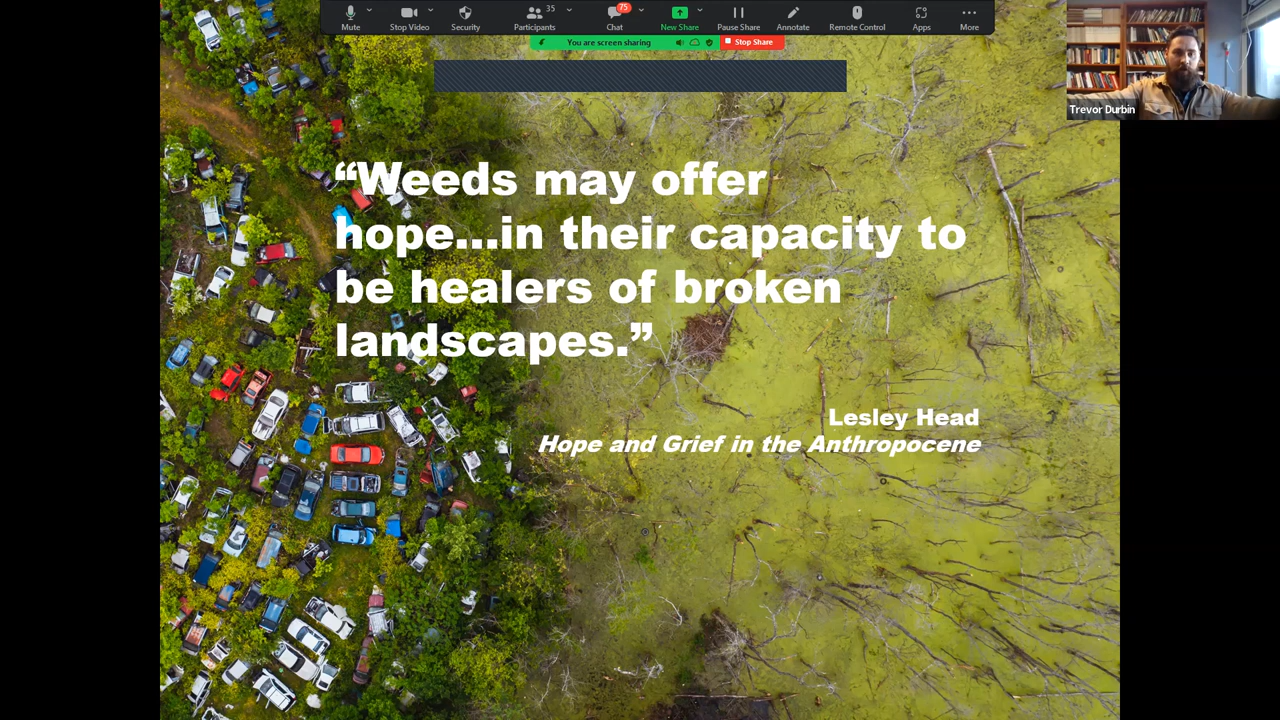 35
75
Mute
Stop Video
Security
Participants
Chat
New Share
Pause Share
Annotate
Remote Control
Apps
More
You are screen sharing
Stop Share
Trevor Durbin
“Weeds may offer
hope...in their capacity to
be healers of broken
landscapes.”
Lesley Head
Hope and Grief in the Anthropocene